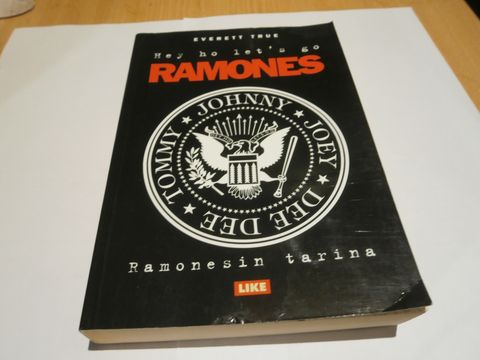 EVERETT TRUE
Hey ho let's go
RAMONES
JOHNNY · JOEY · DEE DEE · TOMMY
Ramonesin tarina
LIKE